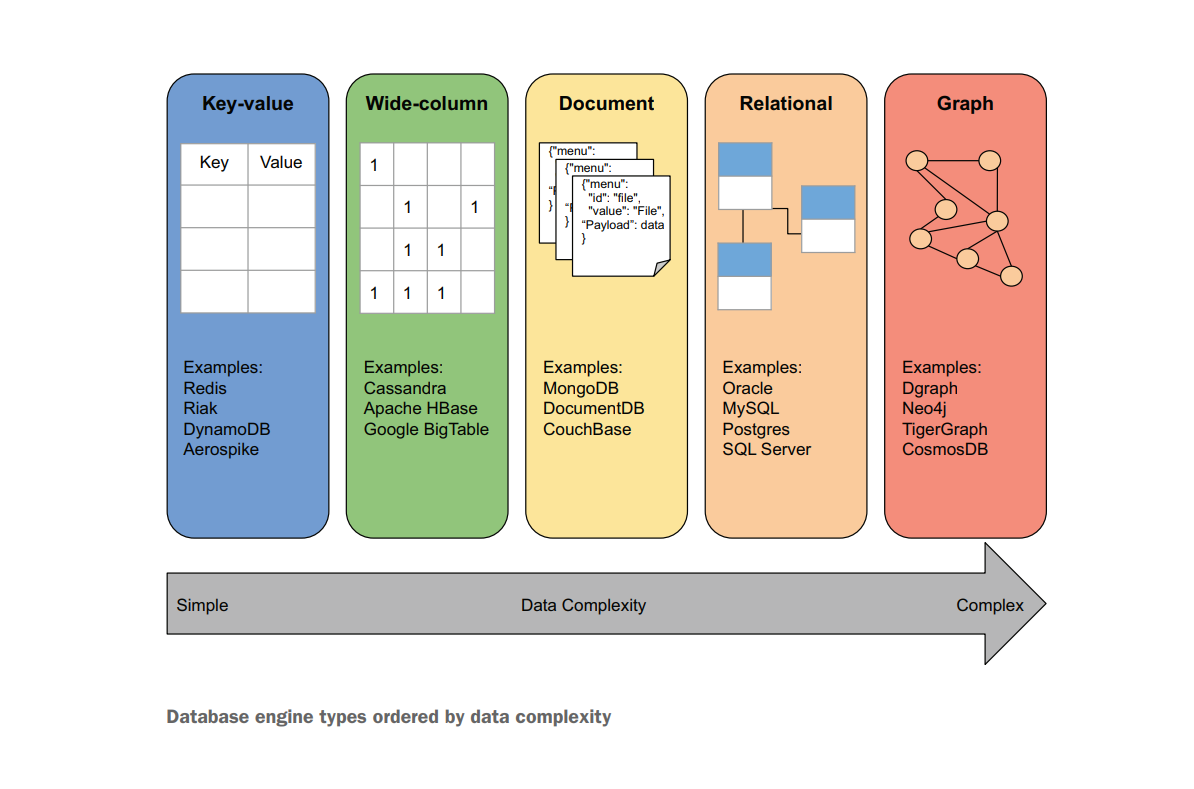 Key-value
Key Value
Examples:
Redis
Riak
DynamoDB
Aerospike
Wide-column
1
1 1
1 1
1 1 1
Examples:
Cassandra
Apache HBase
Google BigTable
Document
{"menu":
}
{"menu":
}
{"menu":
"id": "file",
"value": "File",
“Payload”: data
}
Examples:
MongoDB
DocumentDB
CouchBase
Relational
Examples:
Oracle
MySQL
Postgres
SQL Server
Graph
Examples:
Dgraph
Neo4j
TigerGraph
CosmosDB
Simple Data Complexity Complex
Database engine types ordered by data complexity